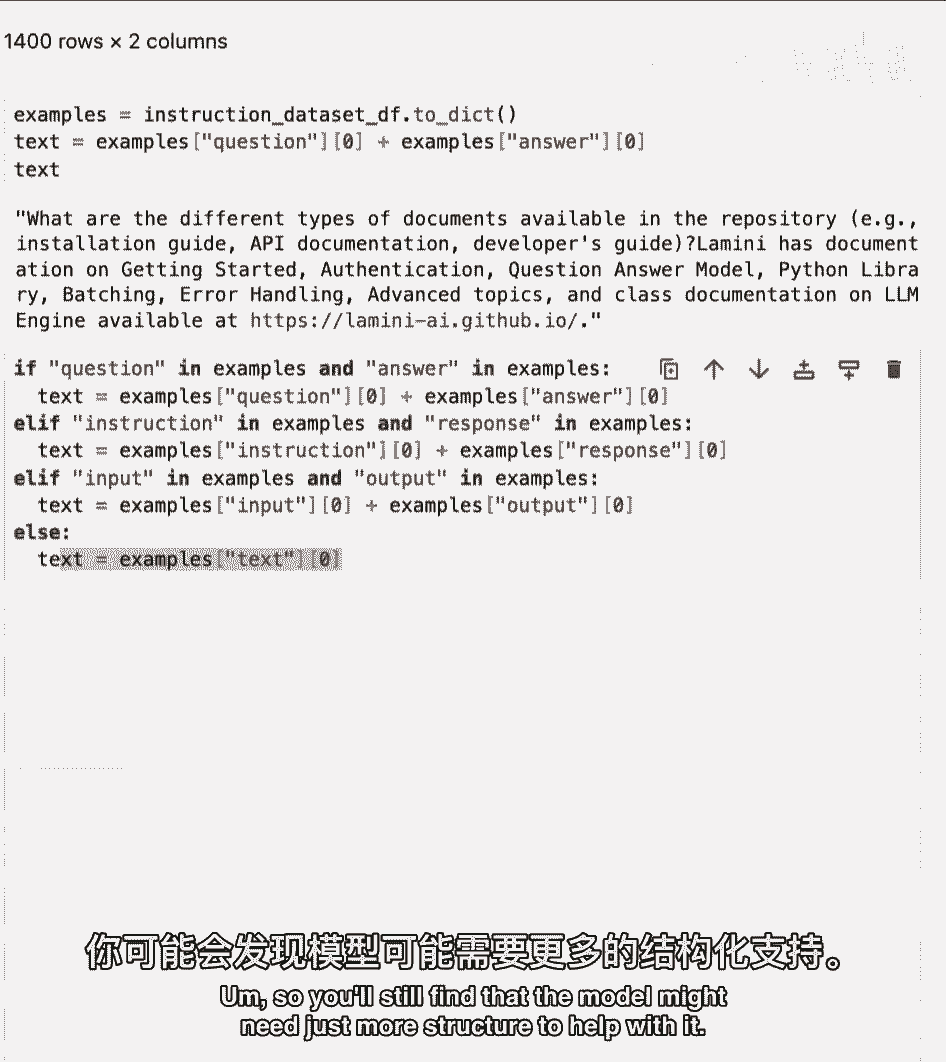 1400 rows × 2 columns
examples = instruction_dataset_df.to_dict()
text = examples["question"][0] + examples["answer"][0]
text
"What are the different types of documents available in the repository (e.g.,
installation guide, API documentation, developer's guide)?Lamini has document
ation on Getting Started, Authentication, Question Answer Model, Python Libra
ry, Batching, Error Handling, Advanced topics, and class documentation on LLM
Engine available at https://lamini-ai.github.io/."
if "question" in examples and "answer" in examples:
  text = examples["question"][0] + examples["answer"][0]
elif "instruction" in examples and "response" in examples:
  text = examples["instruction"][0] + examples["response"][0]
elif "input" in examples and "output" in examples:
  text = examples["input"][0] + examples["output"][0]
else:
  text = examples["text"][0]
你可能会发现模型可能需要更多的结构化支持。
Um, so you'll still find that the model might
need just more structure to help with it.